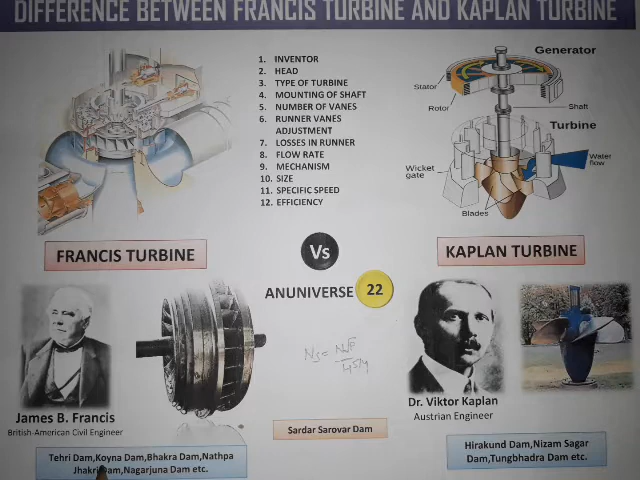 DIFFERENCE BETWEEN FRANCIS TURBINE AND KAPLAN TURBINE
1. INVENTOR
2. HEAD
3. TYPE OF TURBINE
4. MOUNTING OF SHAFT
5. NUMBER OF VANES
6. RUNNER VANES
ADJUSTMENT
7. LOSSES IN RUNNER
8. FLOW RATE
9. MECHANISM
10. SIZE
11. SPECIFIC SPEED
12. EFFICIENCY
Generator
Stator
Rotor
Shaft
Turbine
Wicket
gate
Water
flow
Blades
FRANCIS TURBINE
Vs
KAPLAN TURBINE
ANUNIVERSE 22
James B. Francis
British-American Civil Engineer
Dr. Viktor Kaplan
Austrian Engineer
Sardar Sarovar Dam
Tehri Dam,Koyna Dam,Bhakra Dam,Nathpa
Jhakri Dam,Nagarjuna Dam etc.
Hirakund Dam,Nizam Sagar
Dam,Tungbhadra Dam etc.